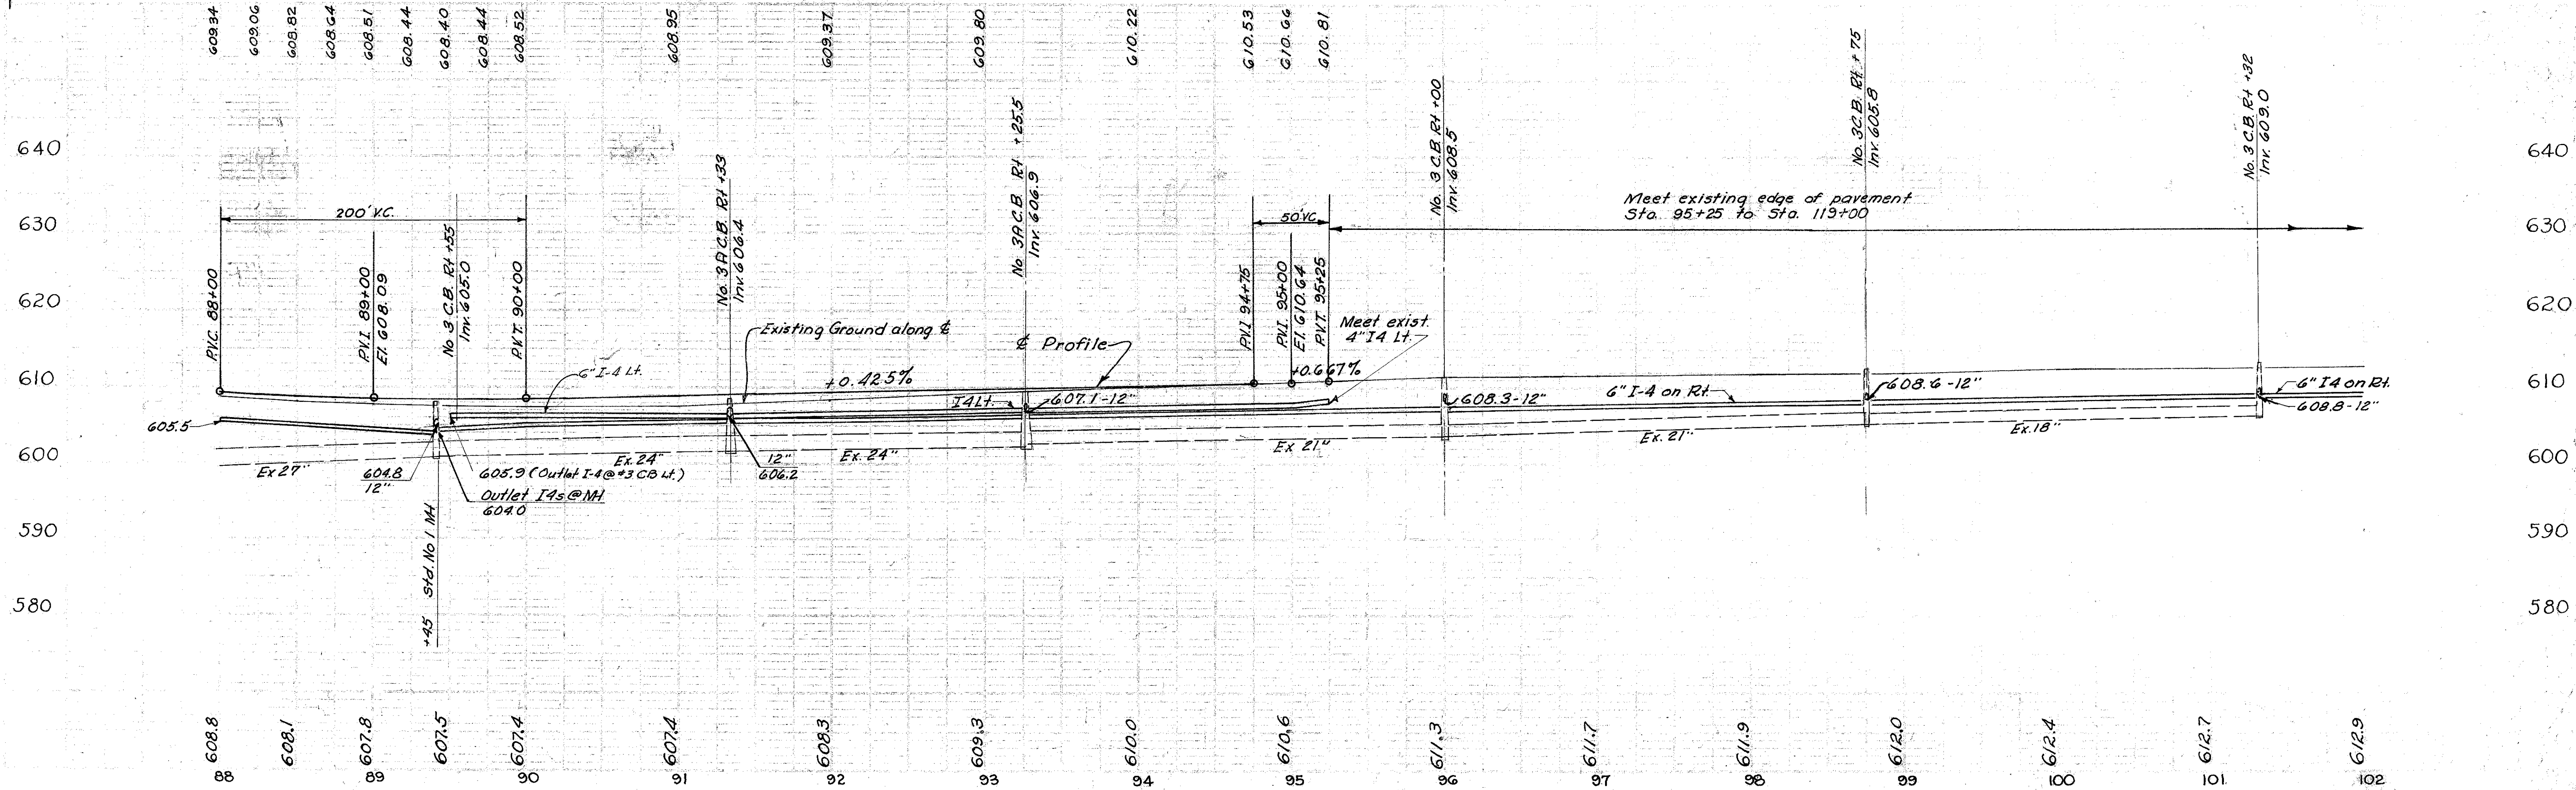 609.34
609.06
608.82
608.64
608.51
608.44
608.40
608.44
608.52
608.95
609.37
609.80
610.22
610.53
610.66
610.81
640
630
620
610
600
590
580
640
630
620
610
600
590
580
P.V.C. 88+00
200' V.C.
P.V.I. 89+00
El. 608.09
No 3 C.B. Rt +55
Inv. 605.0
P.V.T. 90+00
No. 3A C.B. Rt +33
Inv 606.4
No 3A C.B. Rt +25.5
Inv. 606.9
P.V.I 94+75
50' VC
P.V.I. 95+00
El. 610.64
P.V.T. 95+25
No. 3 C.B. Rt +00
Inv. 608.5
Meet existing edge of pavement
Sta. 95+25 to Sta. 119+00
No. 3 C.B. Rt +75
Inv. 605.8
No 3 C.B. Rt +32
Inv. 609.0
Existing Ground along ℄
℄ Profile
Meet exist.
4" I4 Lt.
6" I-4 Lt.
+0.425%
+0.667%
I4 Lt.
607.1-12"
608.3-12"
6" I-4 on Rt.
608.6-12"
6" I4 on Rt.
608.8-12"
605.5
Ex 27"
604.8
12"
Ex. 24"
605.9 (Outlet I-4@#3 CB Lt.)
Outlet I4s @ MH
604.0
12"
606.2
Ex. 24"
Ex 21"
Ex. 21"
Ex. 18"
+45 Std. No 1 MH
608.8
608.1
607.8
607.5
607.4
607.4
608.3
609.3
610.0
610.6
611.3
611.7
611.9
612.0
612.4
612.7
612.9
88
89
90
91
92
93
94
95
96
97
98
99
100
101
102